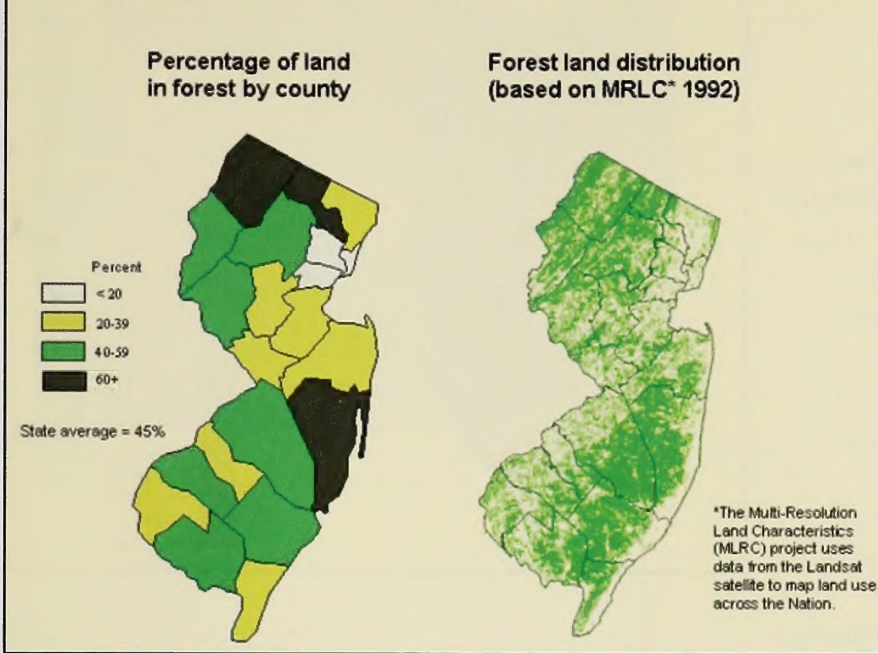 Percentage of land
in forest by county
Forest land distribution
(based on MRLC* 1992)
Percent
< 20
20-39
40-59
60+
State average = 45%
*The Multi-Resolution
Land Characteristics
(MLRC) project uses
data from the Landsat
satellite to map land use
across the Nation.